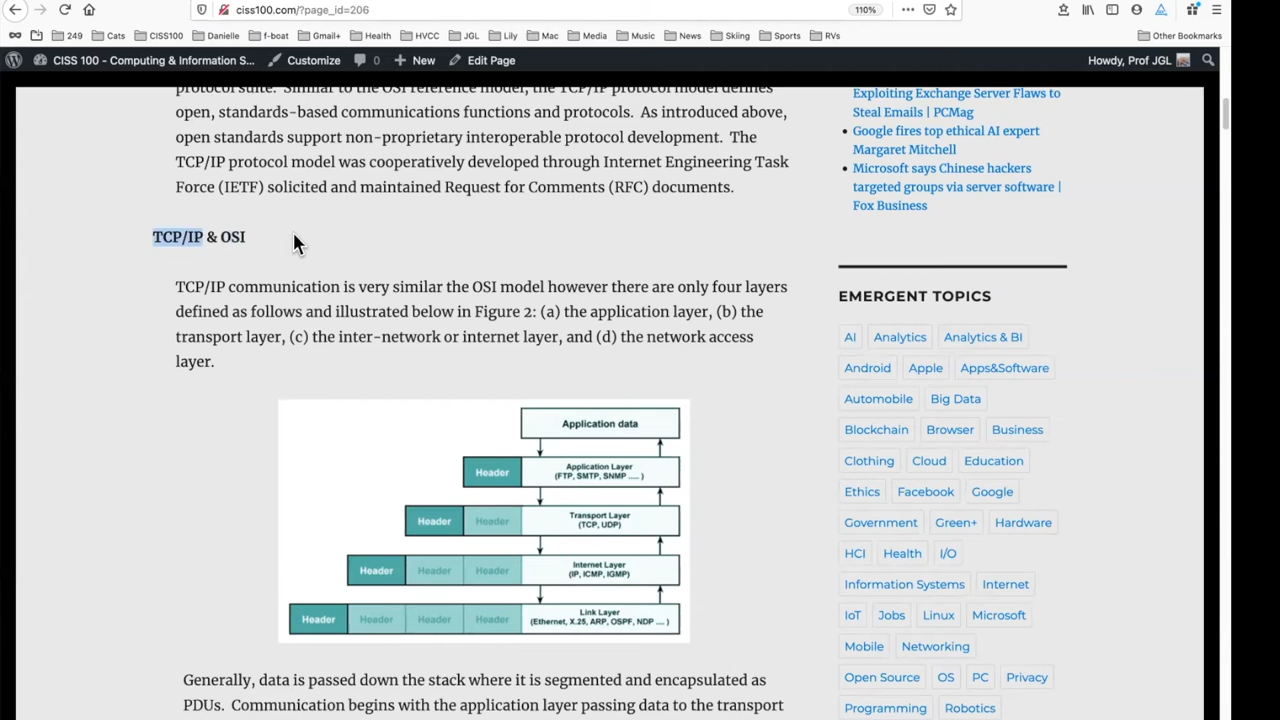 ciss100.com/?page_id=206
110%
249 Cats CISS100 Danielle f-boat Gmail+ Health HVCC JGL Lily Mac Media Music News Skiing Sports RVs Other Bookmarks
CISS 100 - Computing & Information S... Customize 0 New Edit Page Howdy, Prof JGL
protocol suite. Similar to the OSI reference model, the TCP/IP protocol model defines
open, standards-based communications functions and protocols. As introduced above,
open standards support non-proprietary interoperable protocol development. The
TCP/IP protocol model was cooperatively developed through Internet Engineering Task
Force (IETF) solicited and maintained Request for Comments (RFC) documents.
TCP/IP & OSI
TCP/IP communication is very similar the OSI model however there are only four layers
defined as follows and illustrated below in Figure 2: (a) the application layer, (b) the
transport layer, (c) the inter-network or internet layer, and (d) the network access
layer.
Application data
Header Application Layer
(FTP, SMTP, SNMP ..... )
Header Header Transport Layer
(TCP, UDP)
Header Header Header Internet Layer
(IP, ICMP, IGMP)
Header Header Header Header Link Layer
(Ethernet, X.25, ARP, OSPF, NDP .... )
Generally, data is passed down the stack where it is segmented and encapsulated as
PDUs. Communication begins with the application layer passing data to the transport
Exploiting Exchange Server Flaws to
Steal Emails | PCMag
Google fires top ethical AI expert
Margaret Mitchell
Microsoft says Chinese hackers
targeted groups via server software |
Fox Business
EMERGENT TOPICS
AI Analytics Analytics & BI
Android Apple Apps&Software
Automobile Big Data
Blockchain Browser Business
Clothing Cloud Education
Ethics Facebook Google
Government Green+ Hardware
HCI Health I/O
Information Systems Internet
IoT Jobs Linux Microsoft
Mobile Networking
Open Source OS PC Privacy
Programming Robotics